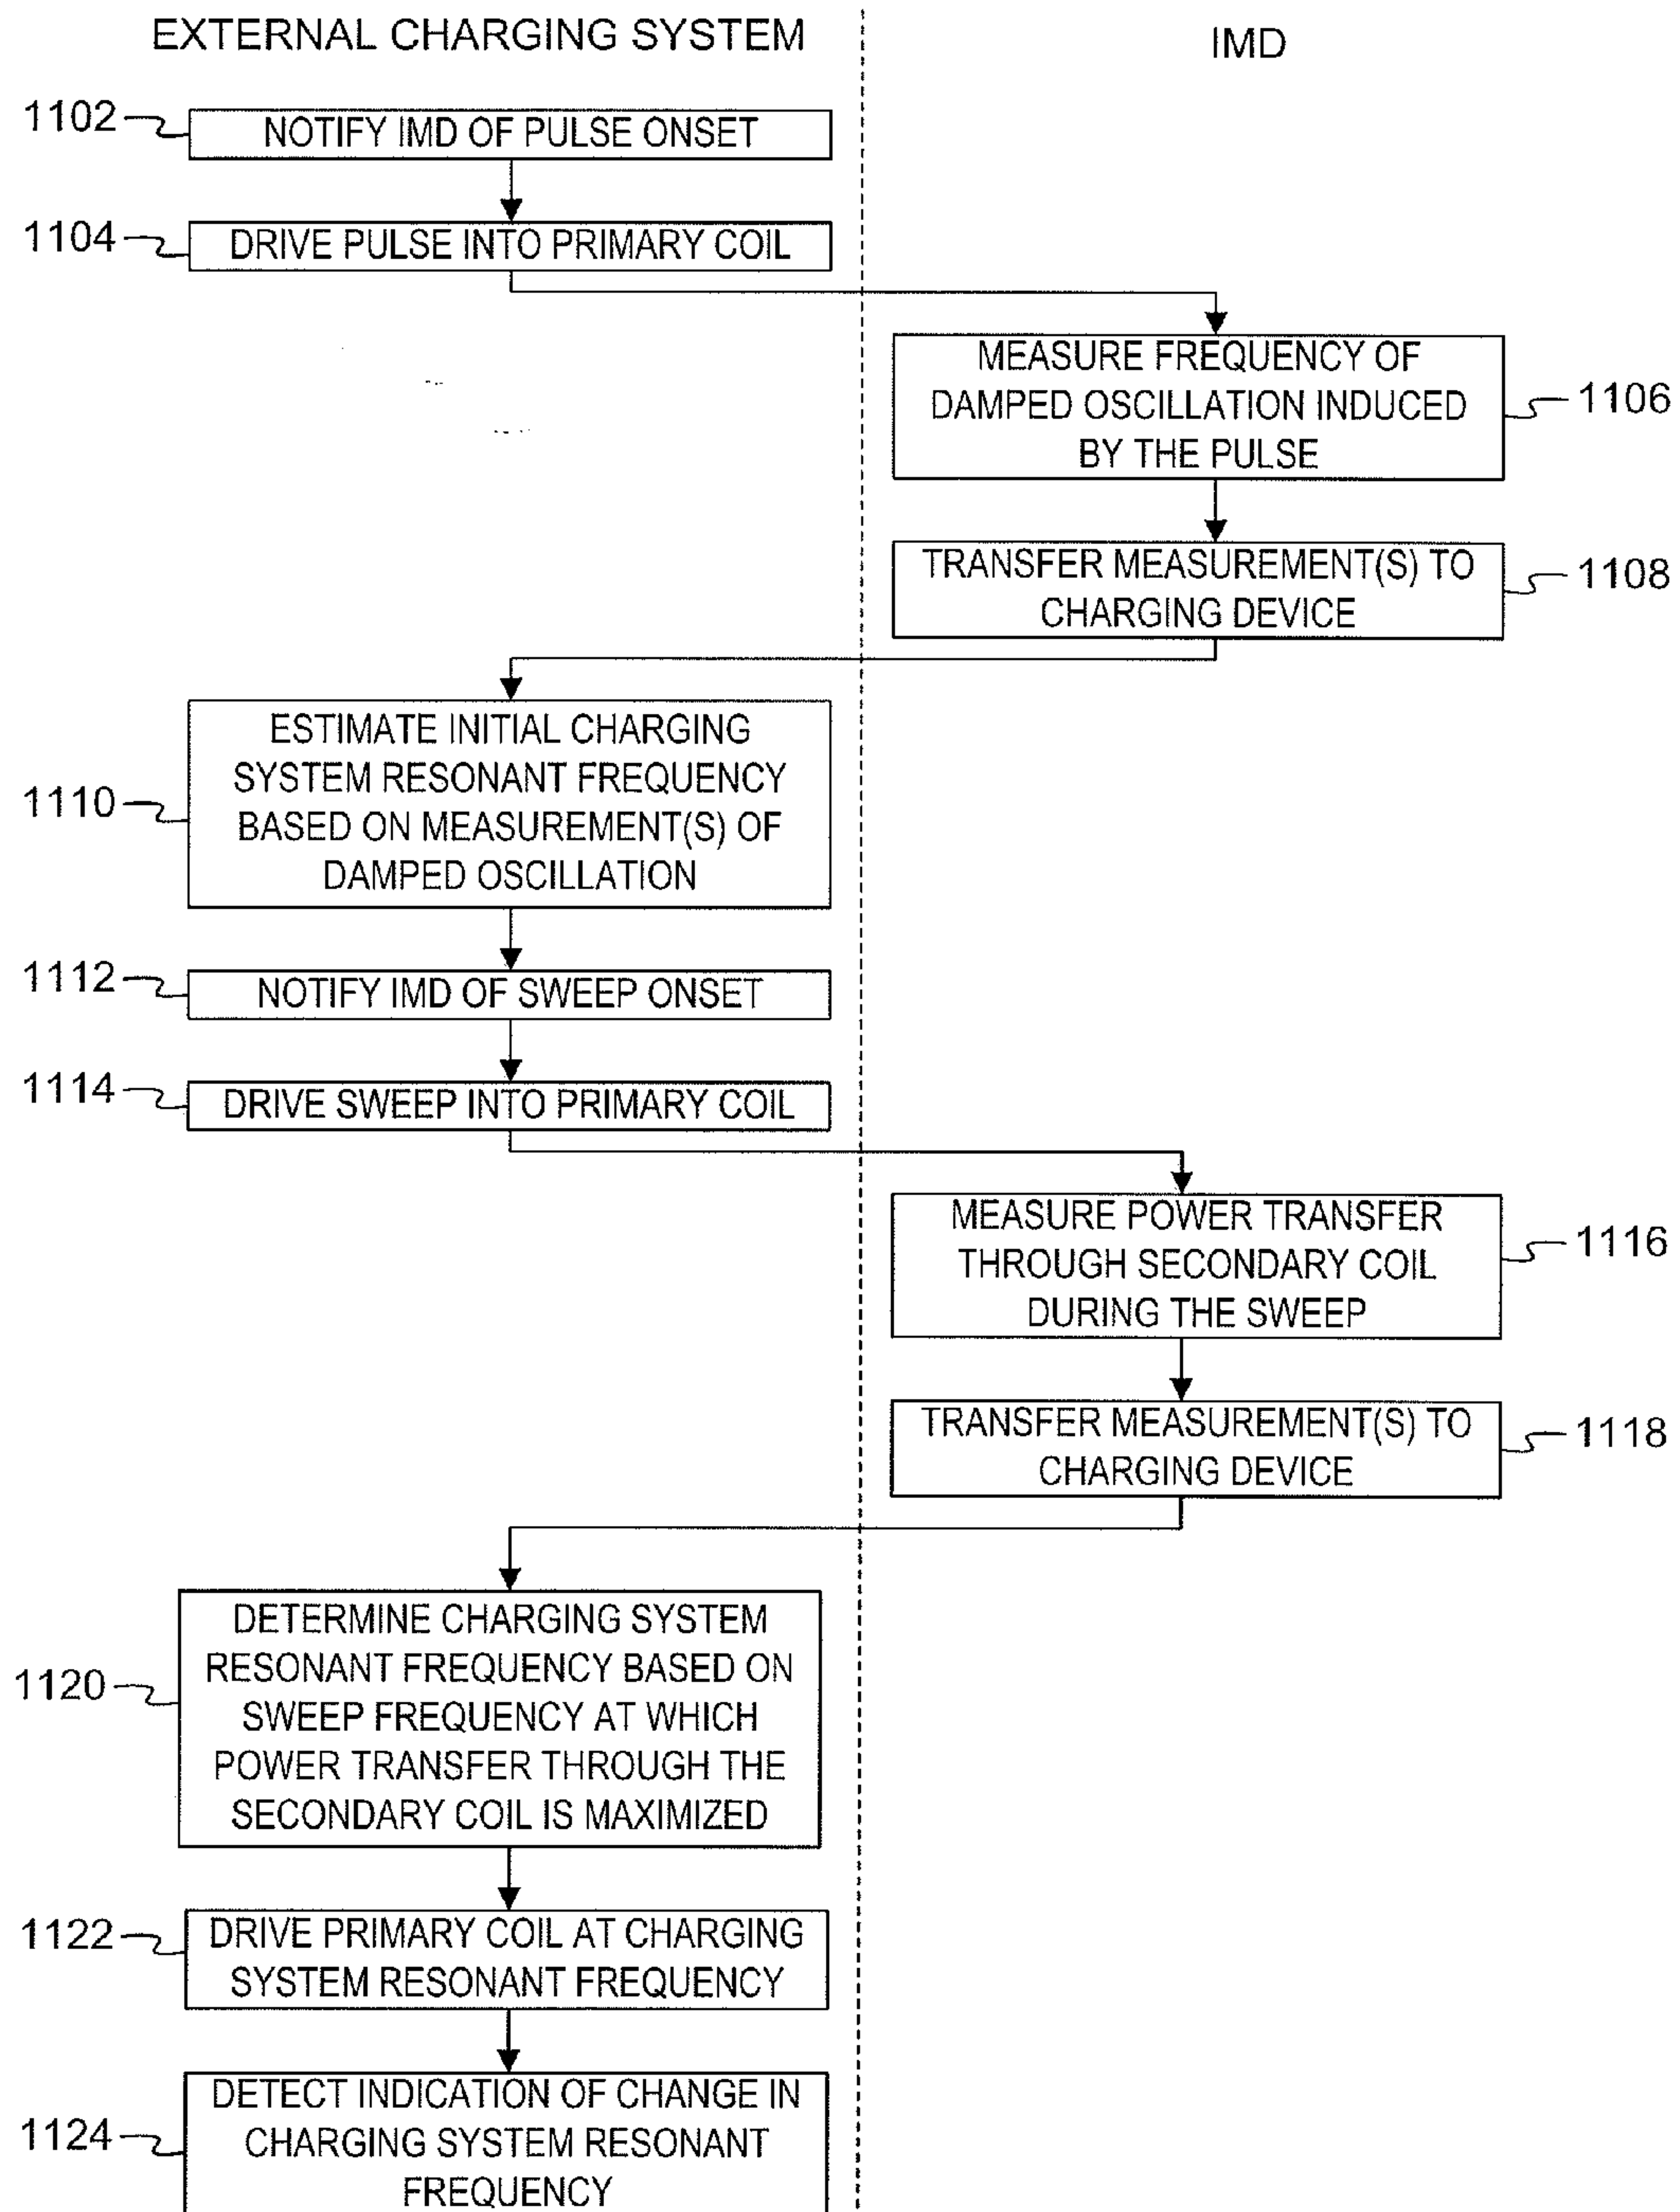 EXTERNAL CHARGING SYSTEM
IMD
1102
NOTIFY IMD OF PULSE ONSET
1104
DRIVE PULSE INTO PRIMARY COIL
MEASURE FREQUENCY OF
DAMPED OSCILLATION INDUCED
BY THE PULSE
1106
TRANSFER MEASUREMENT(S) TO
CHARGING DEVICE
1108
1110
ESTIMATE INITIAL CHARGING
SYSTEM RESONANT FREQUENCY
BASED ON MEASUREMENT(S) OF
DAMPED OSCILLATION
1112
NOTIFY IMD OF SWEEP ONSET
1114
DRIVE SWEEP INTO PRIMARY COIL
MEASURE POWER TRANSFER
THROUGH SECONDARY COIL
DURING THE SWEEP
1116
TRANSFER MEASUREMENT(S) TO
CHARGING DEVICE
1118
1120
DETERMINE CHARGING SYSTEM
RESONANT FREQUENCY BASED ON
SWEEP FREQUENCY AT WHICH
POWER TRANSFER THROUGH THE
SECONDARY COIL IS MAXIMIZED
1122
DRIVE PRIMARY COIL AT CHARGING
SYSTEM RESONANT FREQUENCY
1124
DETECT INDICATION OF CHANGE IN
CHARGING SYSTEM RESONANT
FREQUENCY